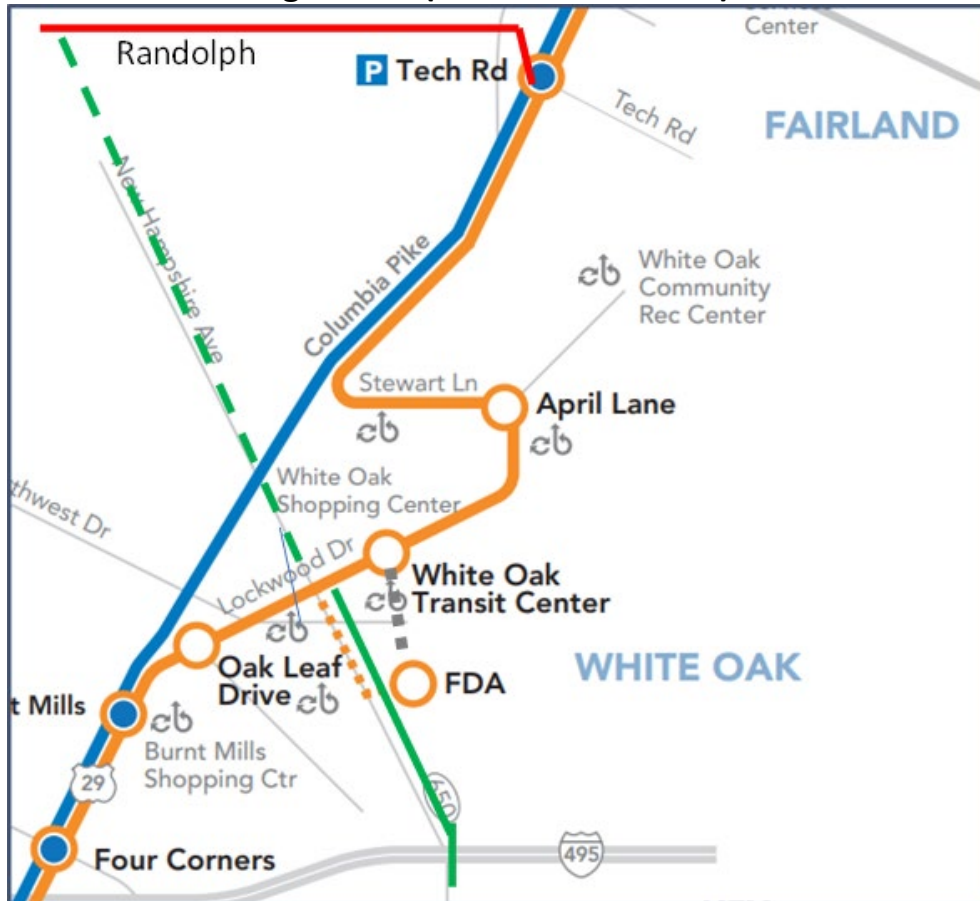 Center
Randolph
P Tech Rd
Tech Rd
FAIRLAND
New Hampshire Ave
Columbia Pike
White Oak
Community
Rec Center
Stewart Ln
April Lane
White Oak
Shopping Center
thwest Dr
Lockwood Dr
White Oak
Transit Center
Oak Leaf
Drive
FDA
WHITE OAK
t Mills
Burnt Mills
Shopping Ctr
29
650
495
Four Corners